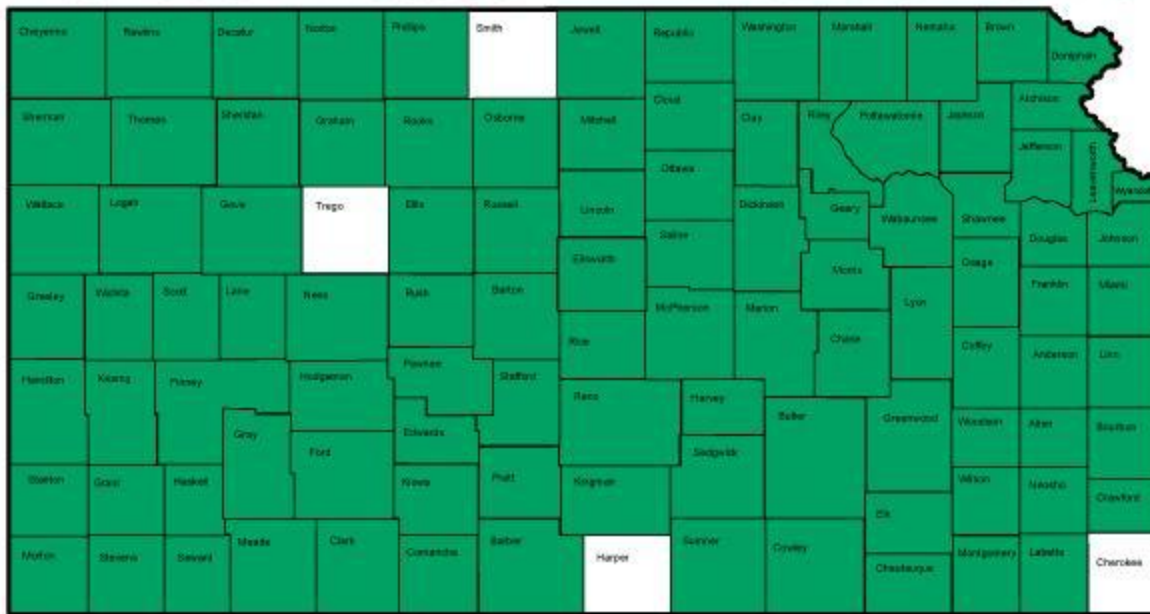 Cheyenne Rawlins Decatur Norton Phillips Smith Jewell Republic Washington Marshall Nemaha Brown Doniphan
Sherman Thomas Sheridan Graham Rooks Osborne Mitchell Cloud Clay Riley Pottawatomie Jackson Atchison
Jefferson Leavenworth
Wallace Logan Gove Trego Ellis Russell Lincoln Ottawa Dickinson Geary Wabaunsee Shawnee
Ellsworth Saline Morris Osage Douglas Johnson
Greeley Wichita Scott Lane Ness Rush Barton Rice McPherson Marion Chase Lyon Franklin Miami
Coffey Anderson Linn
Hamilton Kearny Finney Hodgeman Pawnee Stafford Reno Harvey Butler Greenwood Woodson Allen Bourbon
Gray Ford Edwards Sedgwick
Stanton Grant Haskell Kiowa Pratt Kingman Elk Wilson Neosho Crawford
Morton Stevens Seward Meade Clark Comanche Barber Harper Sumner Cowley Chautauqua Montgomery Labette Cherokee